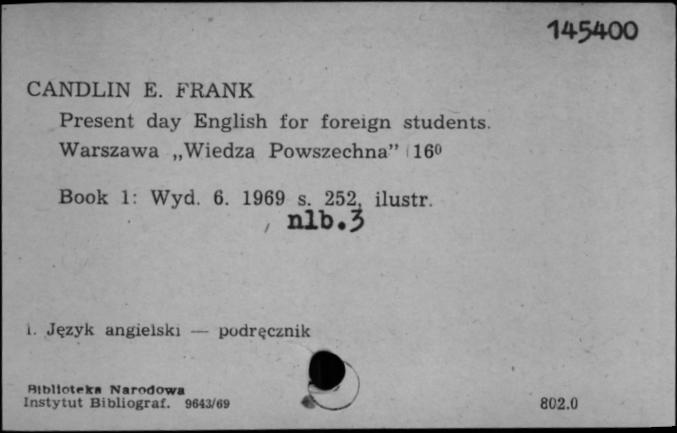 145400
CANDLIN E. FRANK
Present day English for foreign students.
Warszawa „Wiedza Powszechna” 16⁰
Book 1: Wyd. 6. 1969 s. 252, ilustr.
nlb.3
1. Język angielski — podręcznik
Biblioteka Narodowa
Instytut Bibliograf. 9643/69
802.0